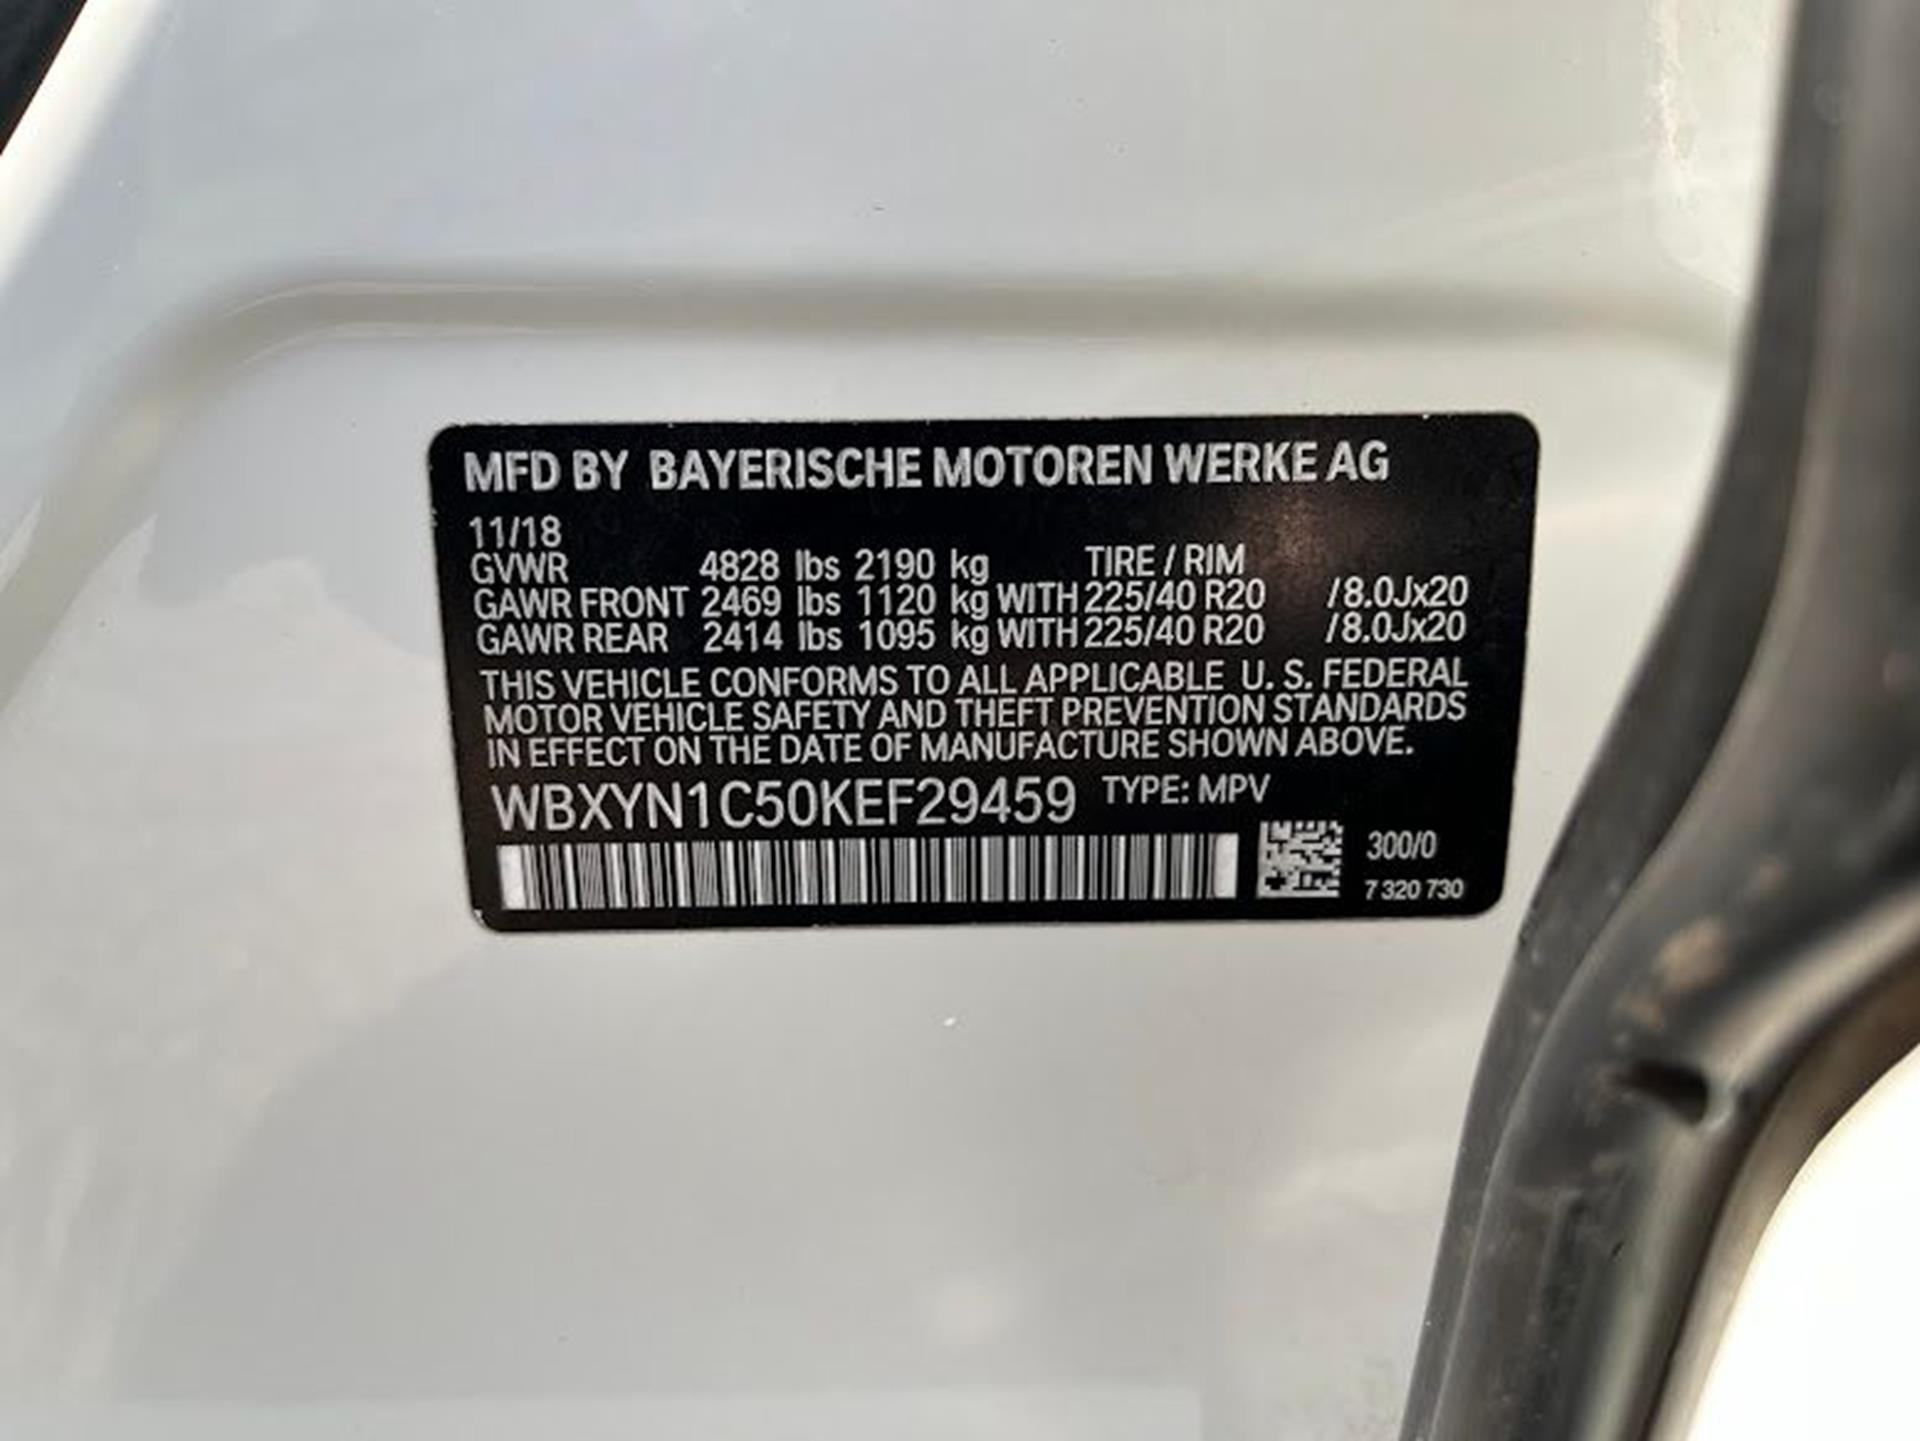 MFD BY BAYERISCHE MOTOREN WERKE AG
11/18
GVWR 4828 lbs 2190 kg TIRE / RIM
GAWR FRONT 2469 lbs 1120 kg WITH 225/40 R20 /8.0Jx20
GAWR REAR 2414 lbs 1095 kg WITH 225/40 R20 /8.0Jx20
THIS VEHICLE CONFORMS TO ALL APPLICABLE U. S. FEDERAL
MOTOR VEHICLE SAFETY AND THEFT PREVENTION STANDARDS
IN EFFECT ON THE DATE OF MANUFACTURE SHOWN ABOVE.
WBXYN1C50KEF29459 TYPE: MPV
300/0
7 320 730